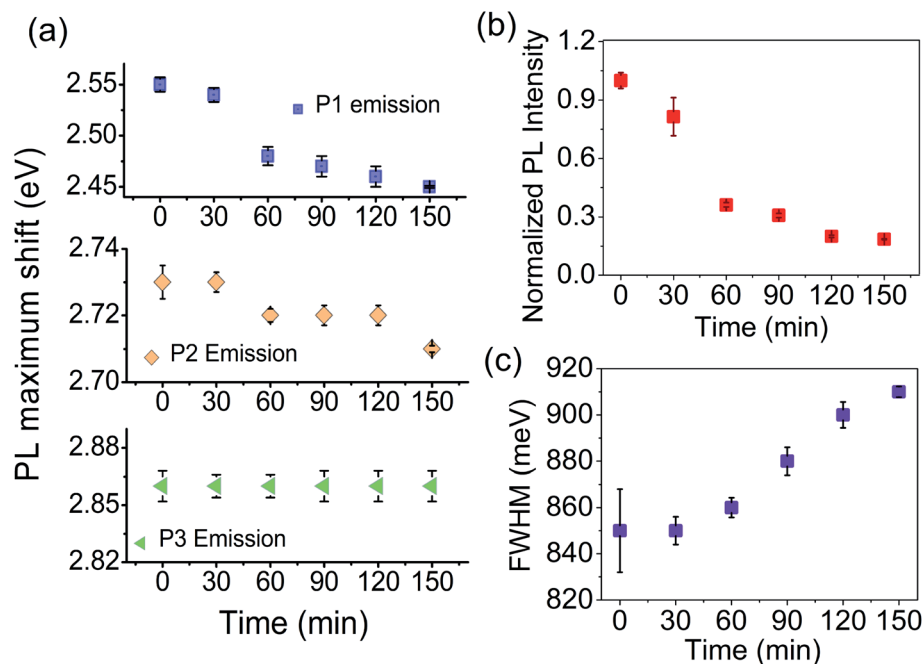 (a)
PL maximum shift (eV)
2.55
2.50
2.45
P1 emission
0 30 60 90 120 150
2.74
2.72
2.70
P2 Emission
0 30 60 90 120 150
2.88
2.85
2.82
P3 Emission
0 30 60 90 120 150
Time (min)
(b)
Normalized PL Intensity
1.2
0.9
0.6
0.3
0.0
0 30 60 90 120 150
Time (min)
(c)
FWHM (meV)
920
900
880
860
840
820
0 30 60 90 120 150
Time (min)